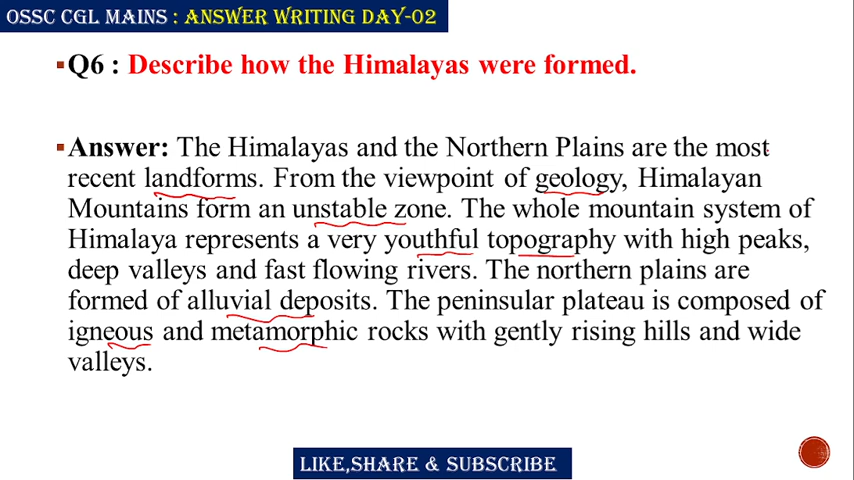 OSSC CGL MAINS : ANSWER WRITING DAY-02
Q6 : Describe how the Himalayas were formed.
Answer: The Himalayas and the Northern Plains are the most
recent landforms. From the viewpoint of geology, Himalayan
Mountains form an unstable zone. The whole mountain system of
Himalaya represents a very youthful topography with high peaks,
deep valleys and fast flowing rivers. The northern plains are
formed of alluvial deposits. The peninsular plateau is composed of
igneous and metamorphic rocks with gently rising hills and wide
valleys.
LIKE,SHARE & SUBSCRIBE